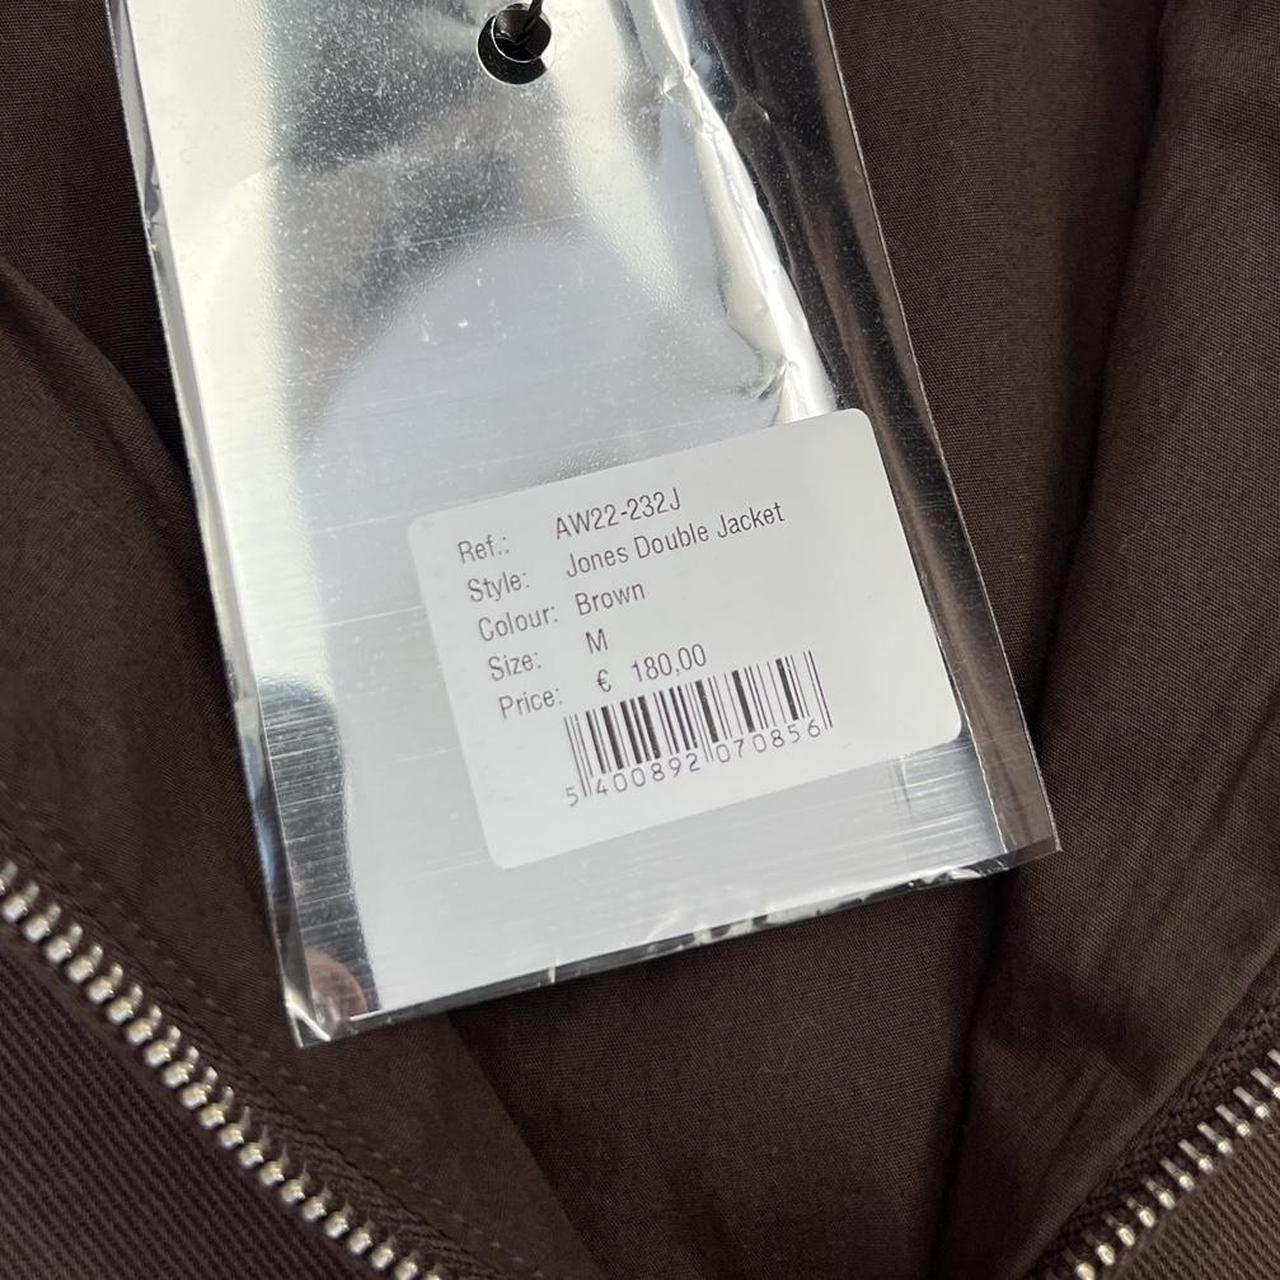 Ref.: AW22-232J
Style: Jones Double Jacket
Colour: Brown
Size: M
Price: € 180,00
5 400892 070856